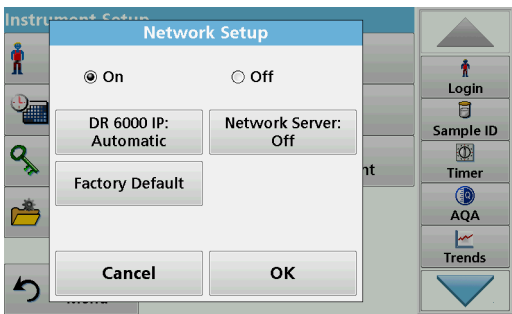 Instrument Setup
Network Setup
On
Off
DR 6000 IP:
Automatic
Network Server:
Off
Factory Default
Cancel
OK
Login
Sample ID
Timer
AQA
Trends